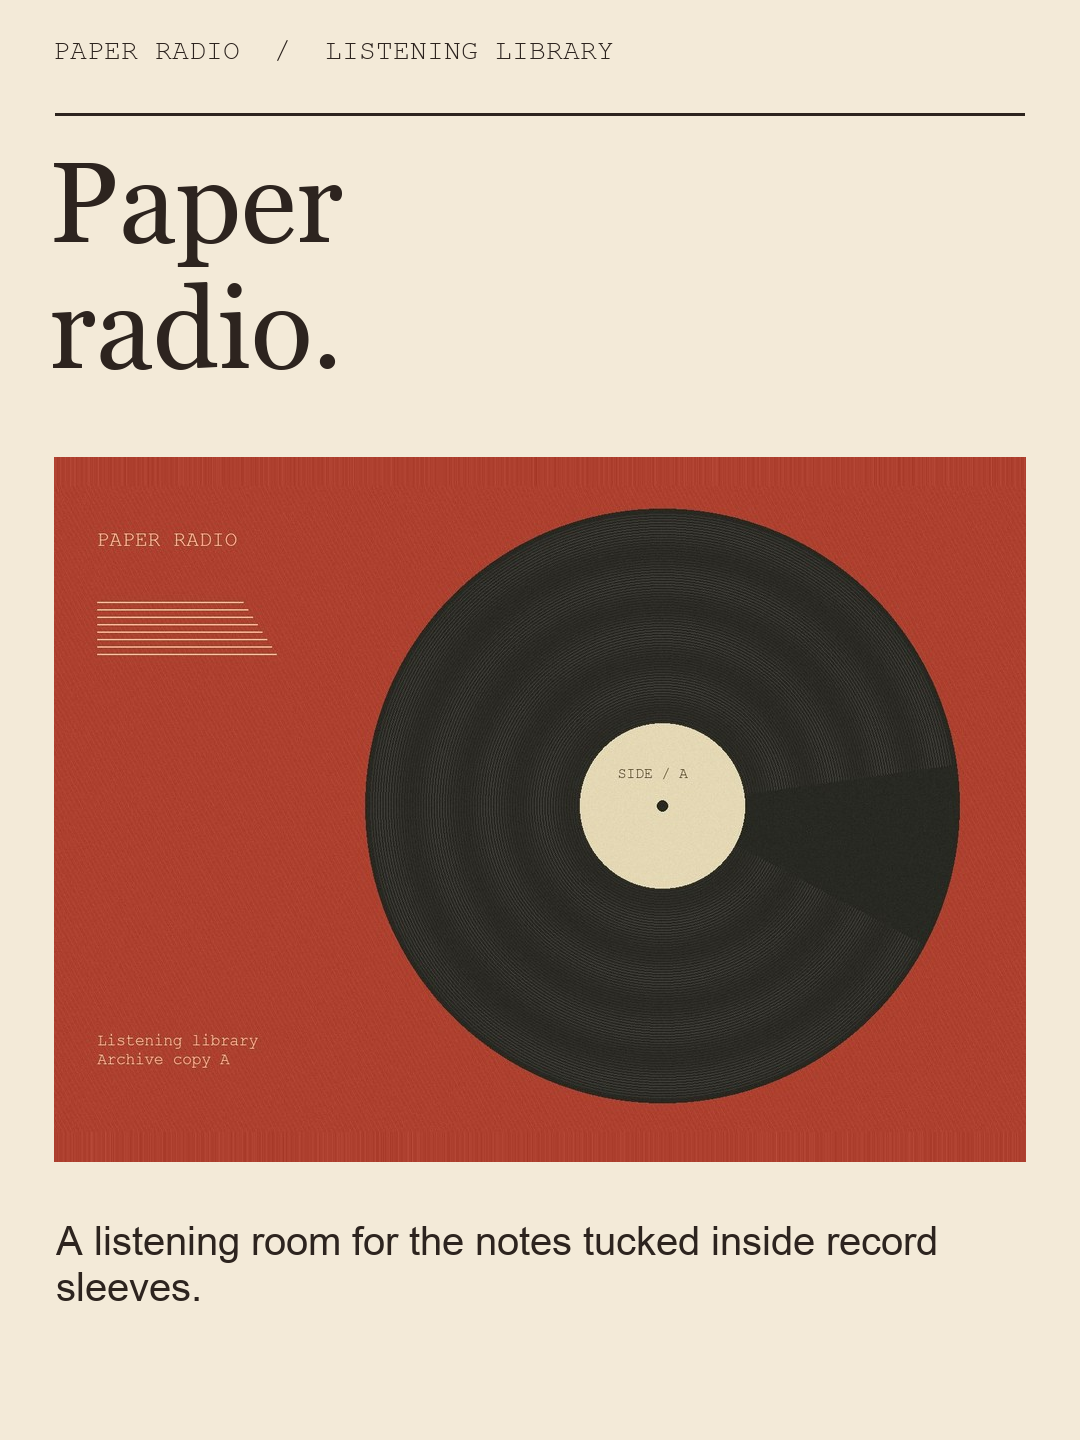 PAPER RADIO / LISTENING LIBRARY
Paper
radio.
PAPER RADIO
SIDE / A
Listening library
Archive copy A
A listening room for the notes tucked inside record
sleeves.